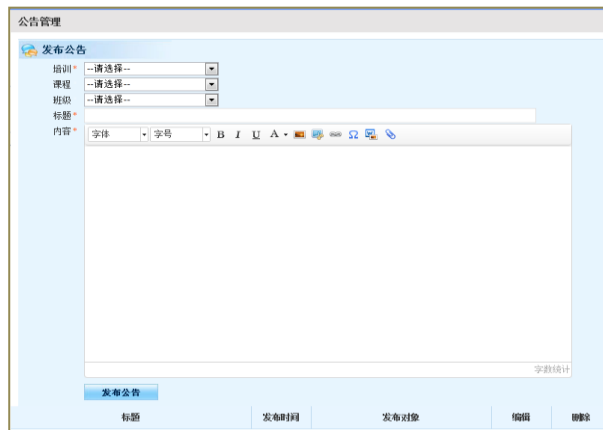 公告管理
发布公告
培训* --请选择--
课程 --请选择--
班级 --请选择--
标题*
内容* 字体 字号 B I U A Ω
字数统计
发布公告
标题 发布时间 发布对象 编辑 删除